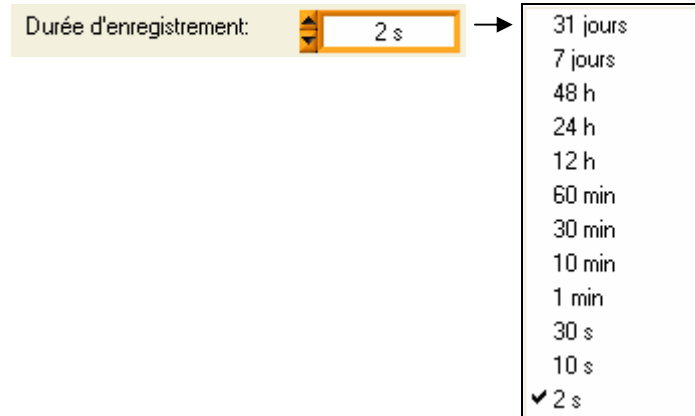 Durée d'enregistrement:
2 s
31 jours
7 jours
48 h
24 h
12 h
60 min
30 min
10 min
1 min
30 s
10 s
2 s